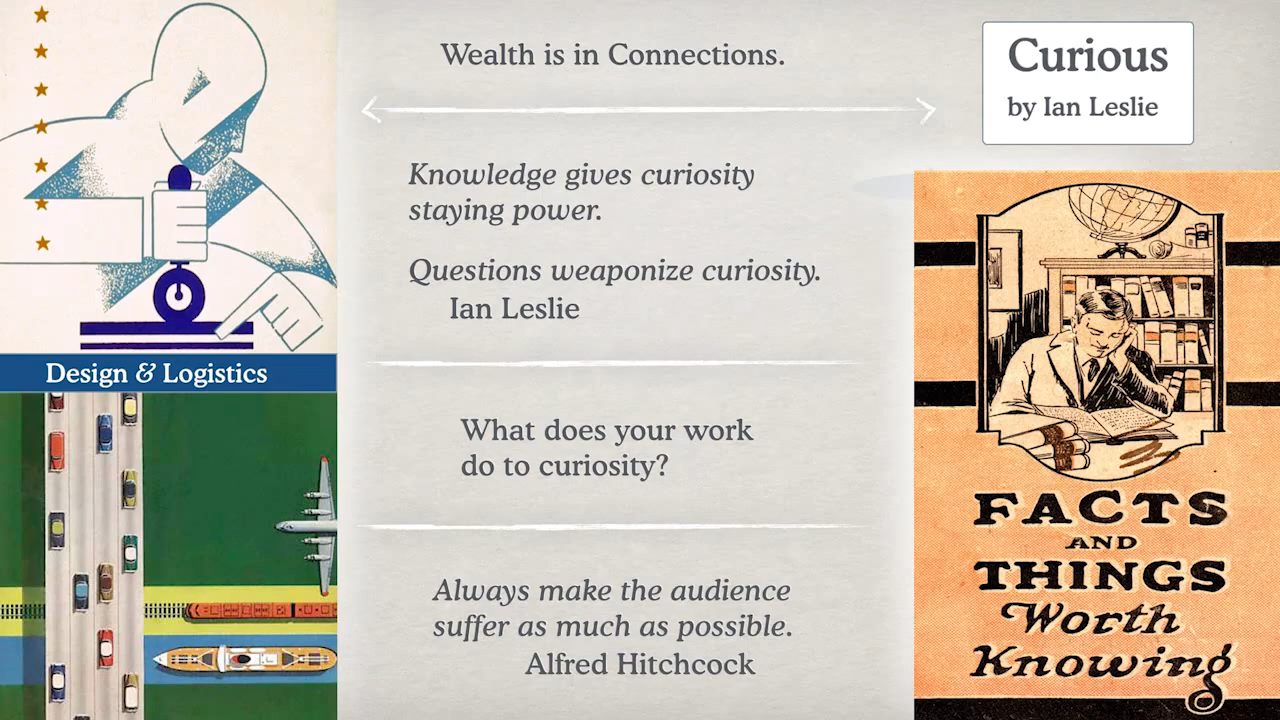 Wealth is in Connections.
Curious
by Ian Leslie
Knowledge gives curiosity
staying power.
Questions weaponize curiosity.
Ian Leslie
Design & Logistics
What does your work
do to curiosity?
Always make the audience
suffer as much as possible.
Alfred Hitchcock
FACTS
AND
THINGS
Worth
Knowing